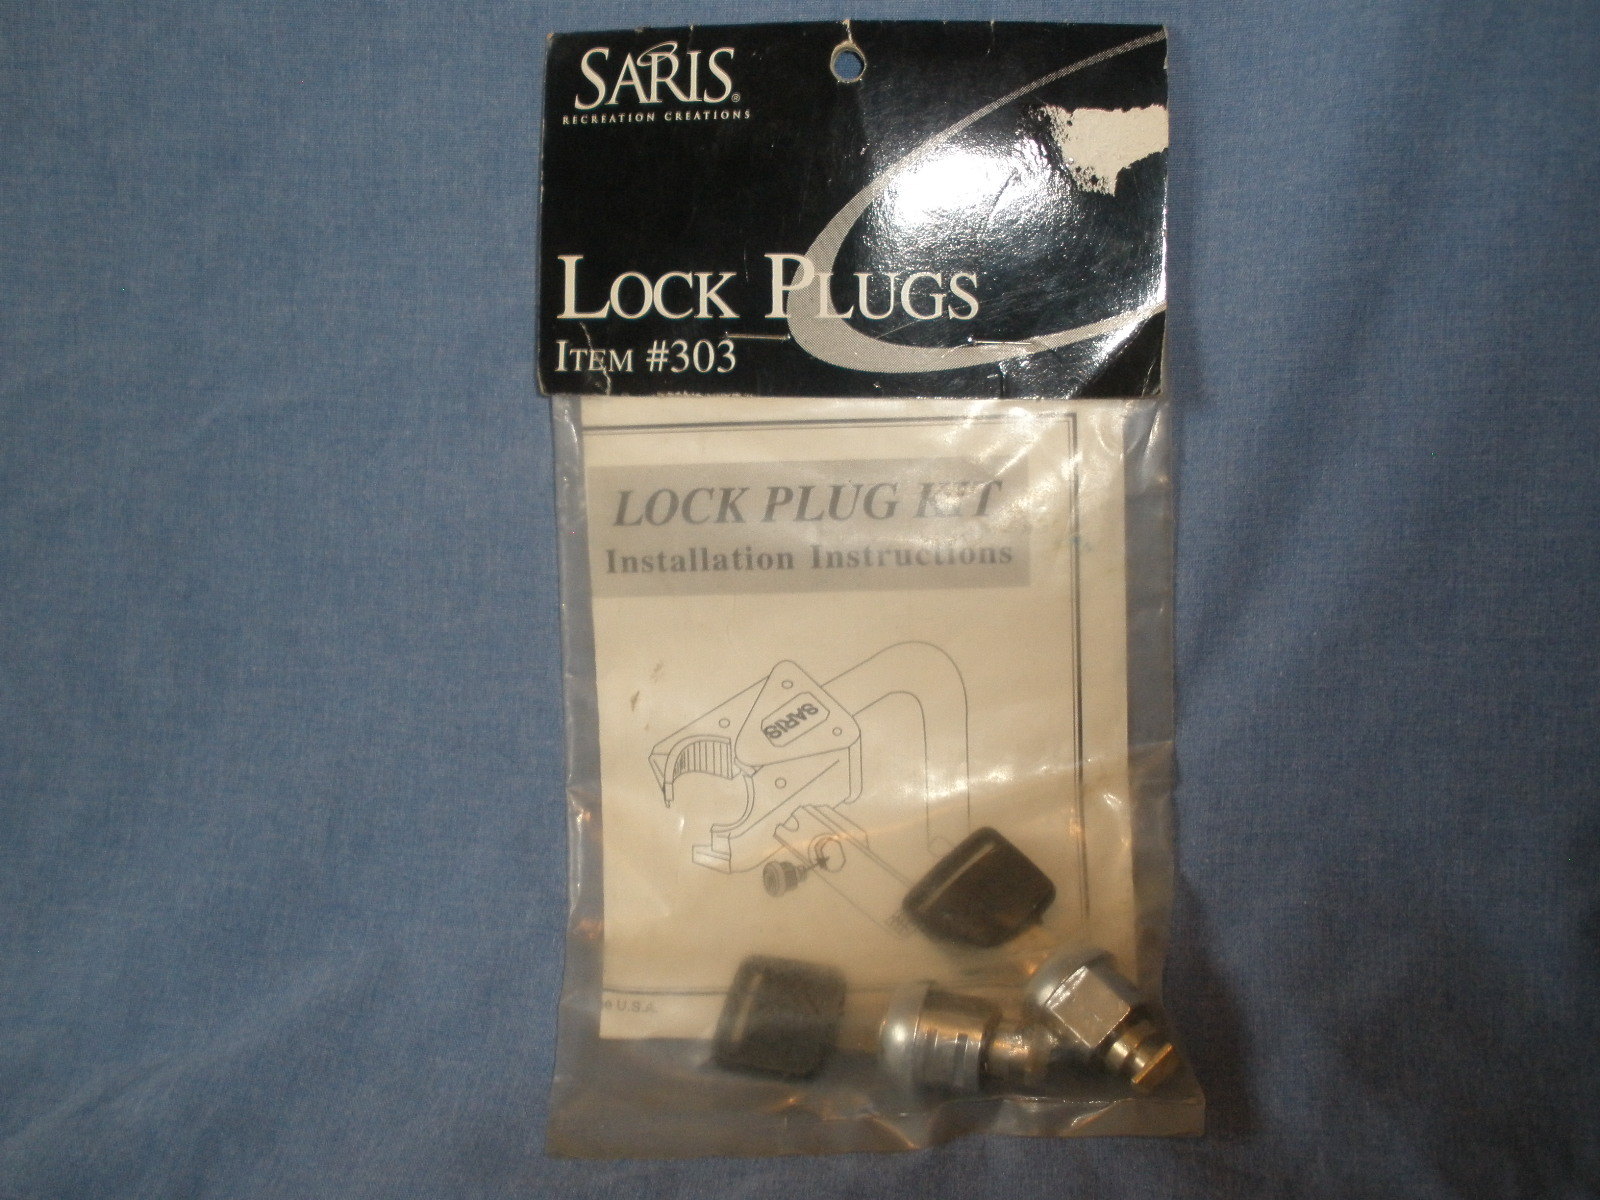 SARIS®
RECREATION CREATIONS
LOCK PLUGS
ITEM #303
LOCK PLUG KIT
Installation Instructions
SARIS
U.S.A.